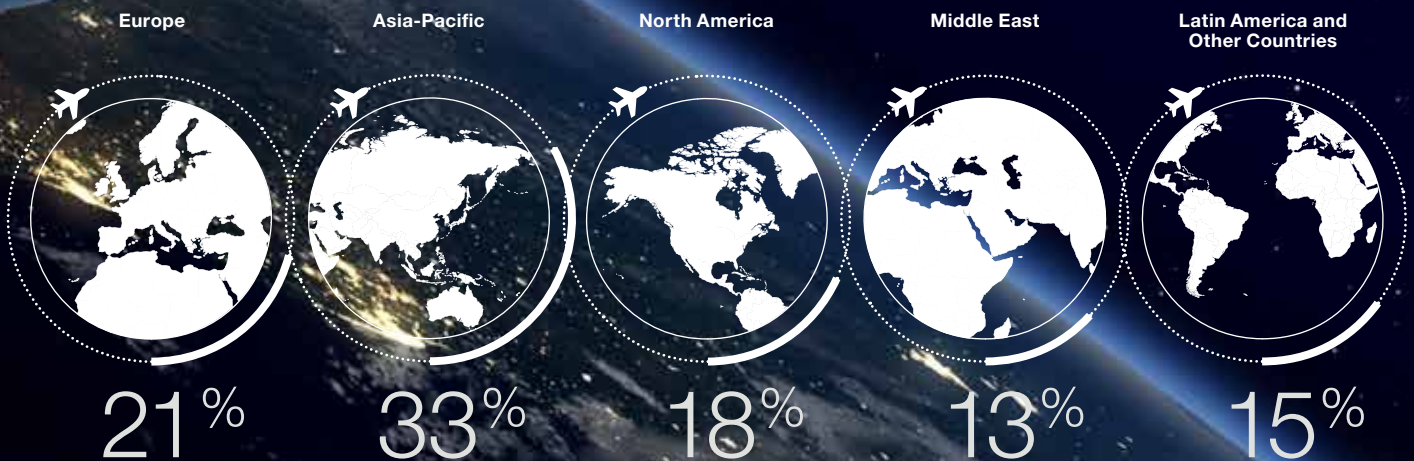 Europe
Asia-Pacific
North America
Middle East
Latin America and
Other Countries
21%
33%
18%
13%
15%